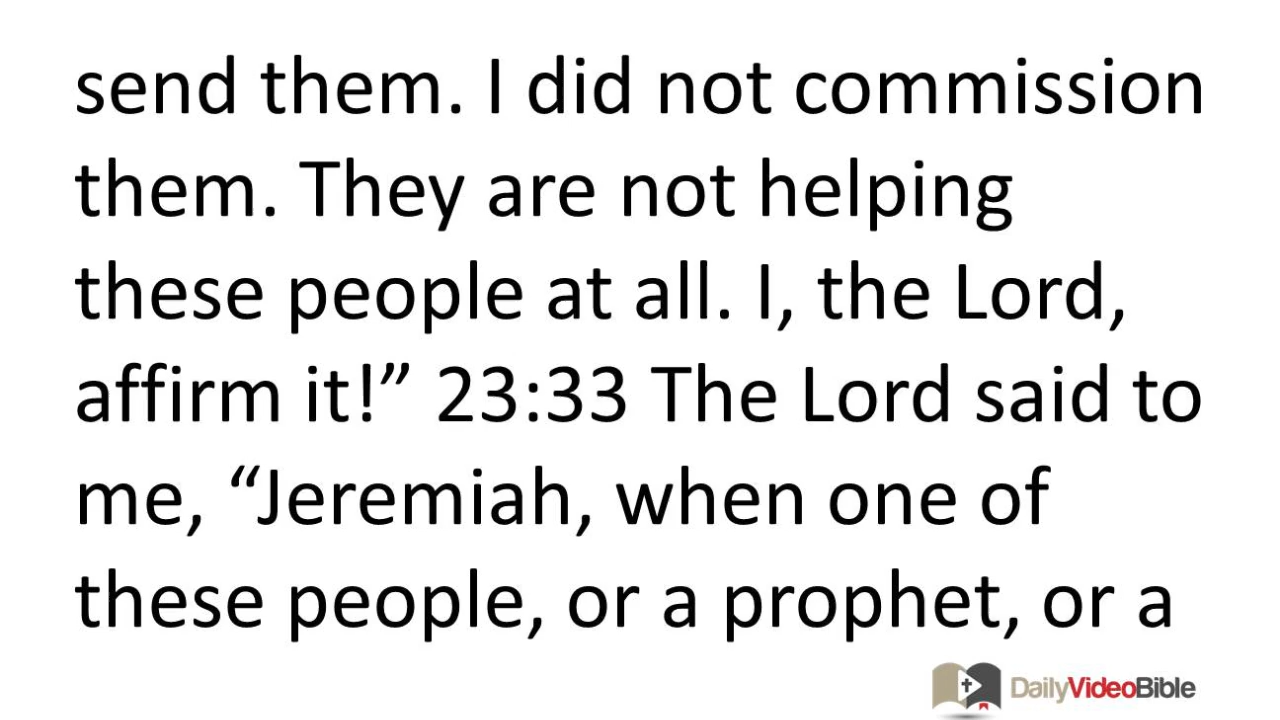 send them. I did not commission
them. They are not helping
these people at all. I, the Lord,
affirm it!” 23:33 The Lord said to
me, “Jeremiah, when one of
these people, or a prophet, or a
DailyVideoBible